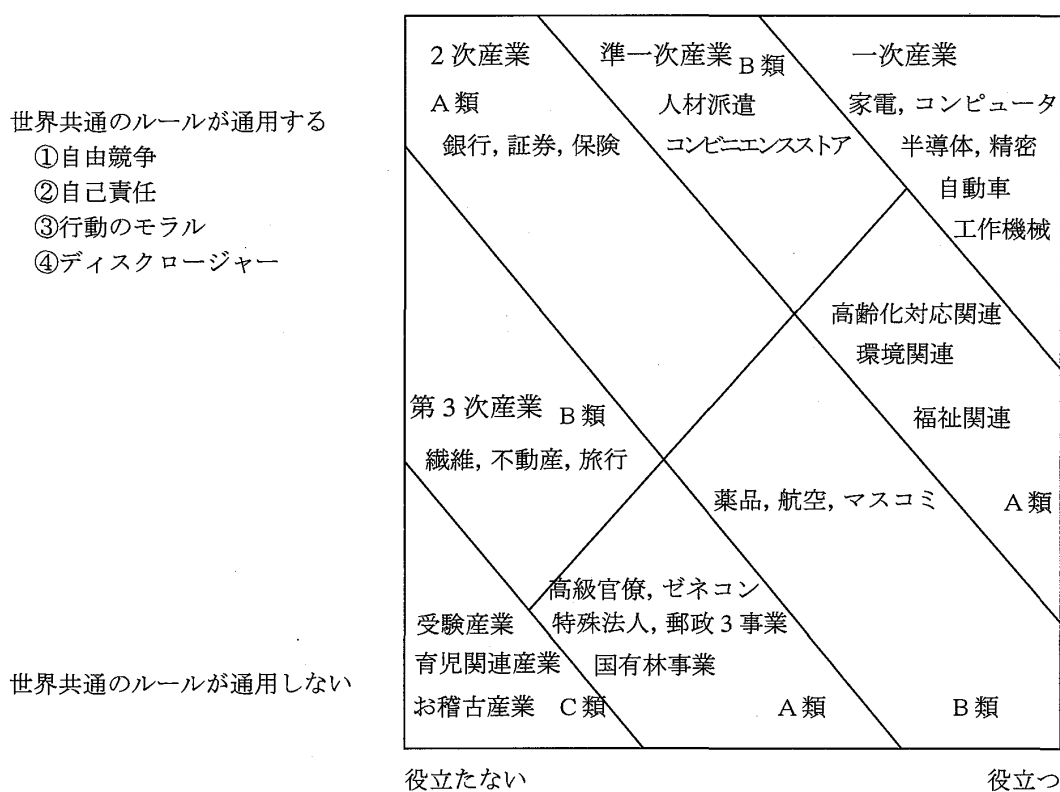 2次産業
準一次産業 B類
一次産業
A類
人材派遣
家電, コンピュータ
世界共通のルールが通用する
①自由競争
銀行, 証券, 保険
コンビニエンスストア
半導体, 精密
②自己責任
自動車
③行動のモラル
工作機械
④ディスクロージャー
高齢化対応関連
環境関連
第3次産業 B類
福祉関連
繊維, 不動産, 旅行
薬品, 航空, マスコミ
A類
高級官僚, ゼネコン
受験産業
特殊法人, 郵政3事業
育児関連産業
国有林事業
世界共通のルールが通用しない
お稽古産業 C類
A類
B類
役立たない
役立つ